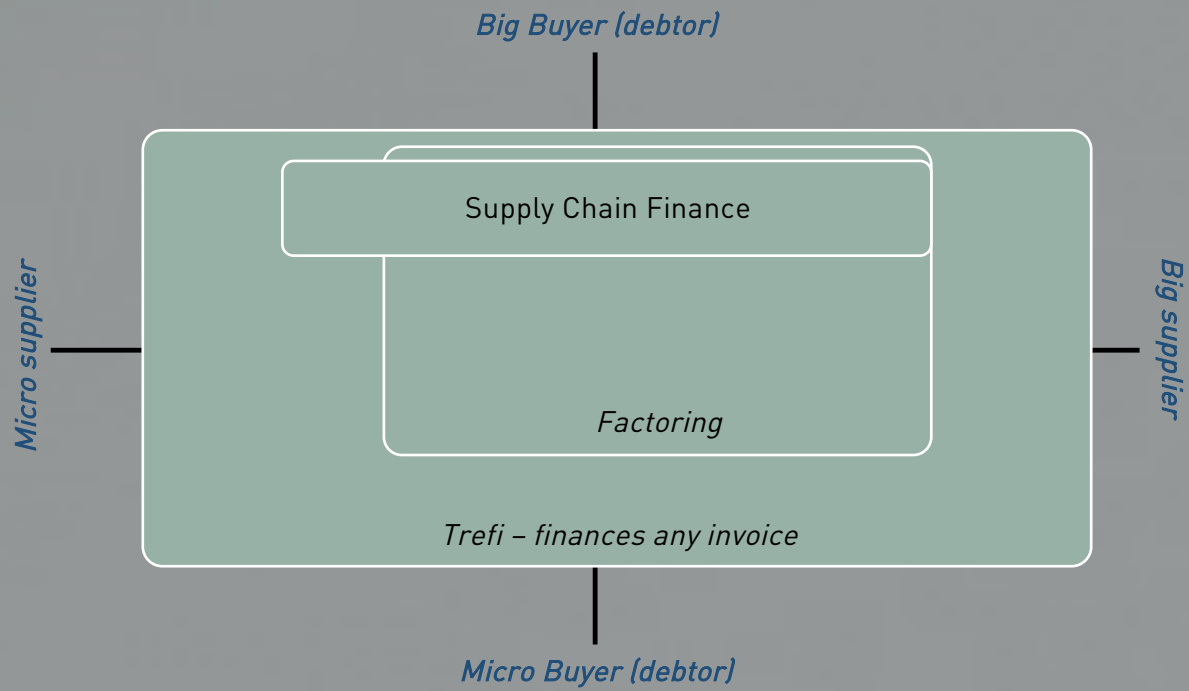 Big Buyer (debtor)
Supply Chain Finance
Micro supplier
Big supplier
Factoring
Trefi – finances any invoice
Micro Buyer (debtor)